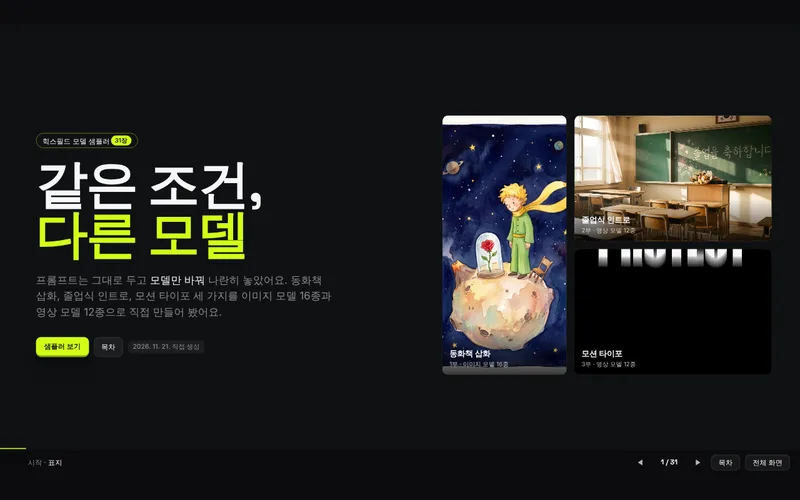 힉스필드 모델 샘플러 31장
같은 조건,
다른 모델
프롬프트는 그대로 두고 모델만 바꿔 나란히 놓았어요. 동화책
삽화, 졸업식 인트로, 모션 타이포 세 가지를 이미지 모델 16종과
영상 모델 12종으로 직접 만들어 봤어요.
샘플러 보기
목차
2026. 11. 21. 직접 생성
동화책 삽화
1부 · 이미지 모델 16종
졸업을 축하합니다
졸업식 인트로
2부 · 영상 모델 12종
모션 타이포
3부 · 영상 모델 12종
시작 · 표지
1 / 31
목차
전체 화면